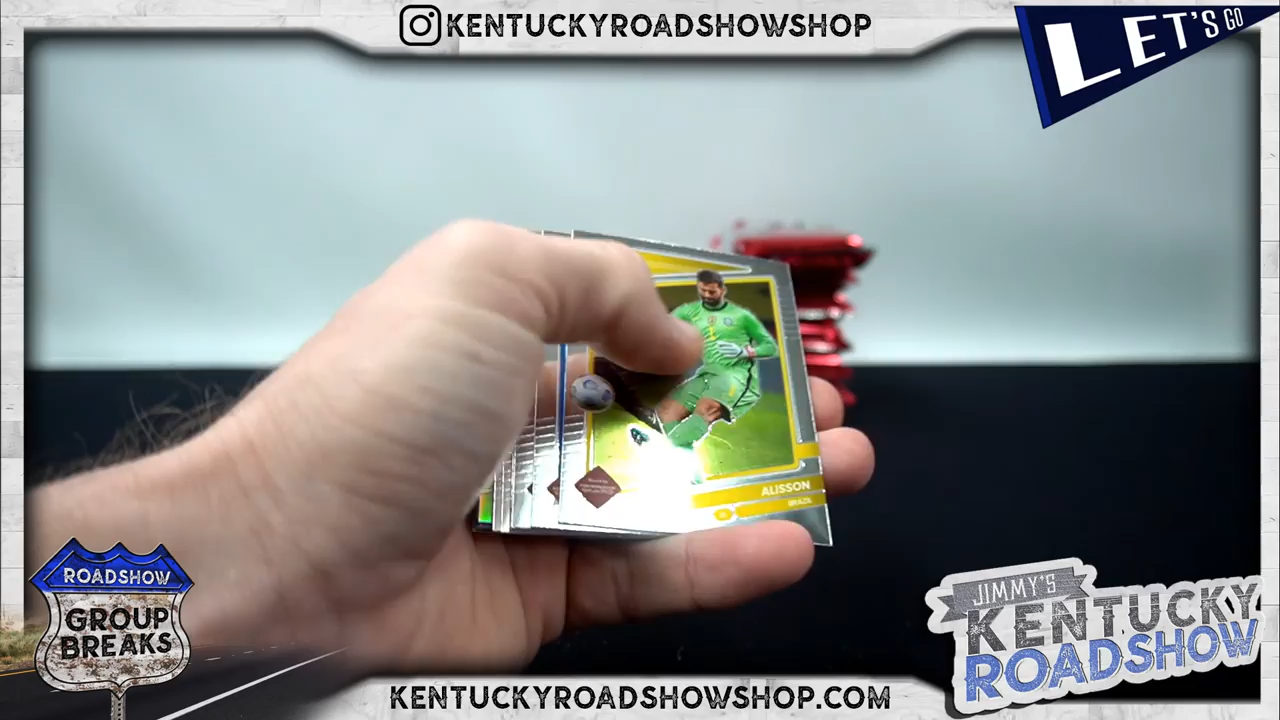 KENTUCKYROADSHOWSHOP
LET'S GO
ALISSON
BRAZIL
ROADSHOW
GROUP
BREAKS
JIMMY'S
KENTUCKY
ROADSHOW
KENTUCKYROADSHOWSHOP.COM